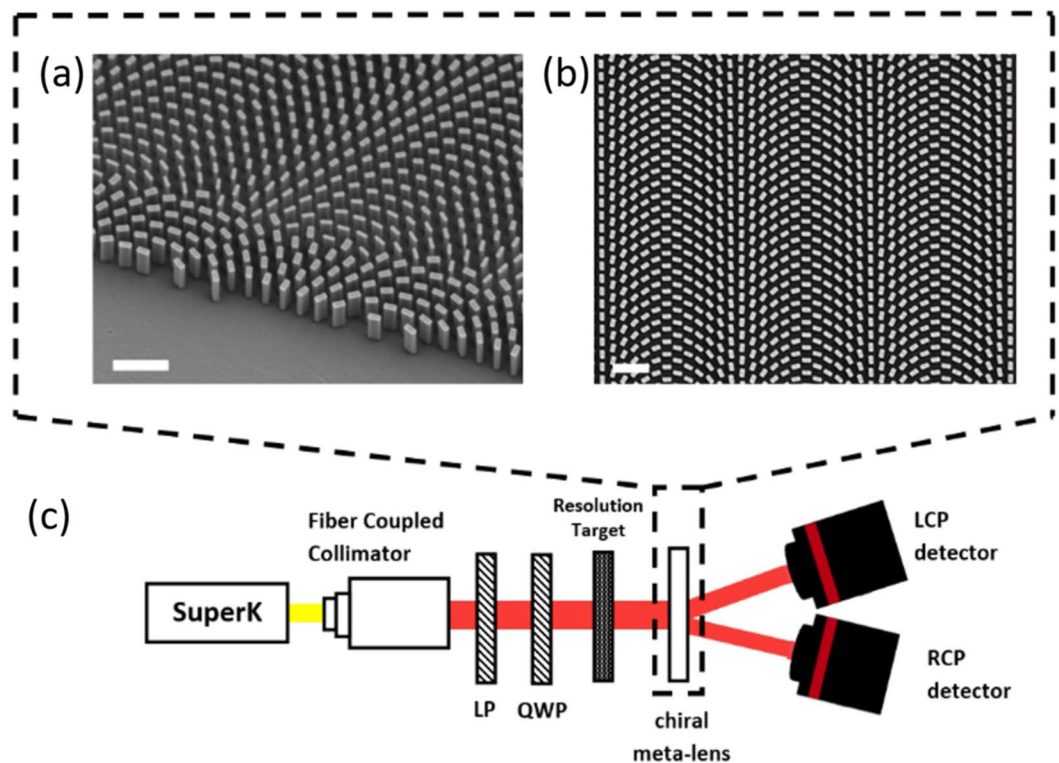 (a)
(b)
(c)
Fiber Coupled
Collimator
Resolution
Target
LCP
detector
SuperK
RCP
detector
LP
QWP
chiral
meta-lens